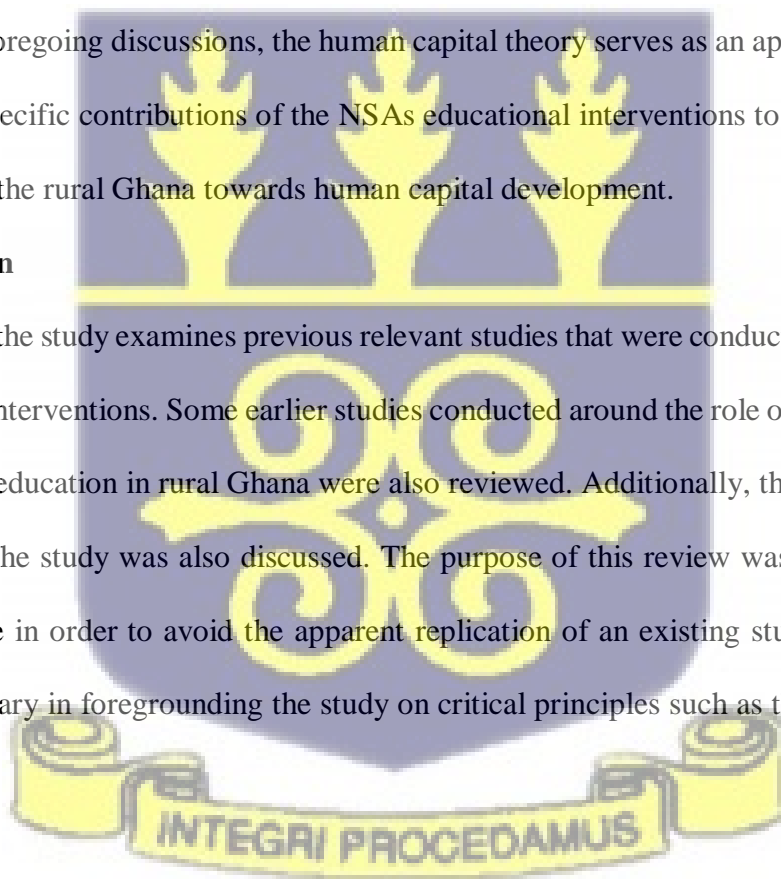 regoing discussions, the human capital theory serves as an ap
ecific contributions of the NSAs educational interventions to
the rural Ghana towards human capital development.
n
the study examines previous relevant studies that were conduc
nterventions. Some earlier studies conducted around the role o
education in rural Ghana were also reviewed. Additionally, th
he study was also discussed. The purpose of this review was
e in order to avoid the apparent replication of an existing stu
ary in foregrounding the study on critical principles such as t
INTEGRI PROCEDAMUS